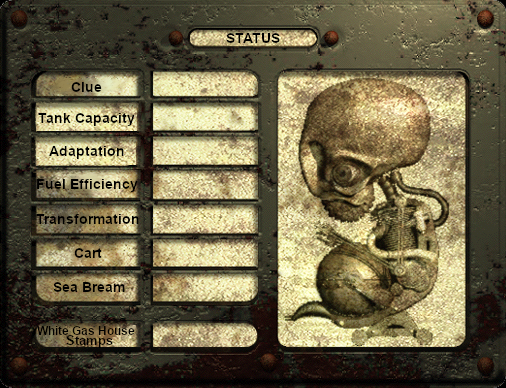 STATUS
Clue
Tank Capacity
Adaptation
Fuel Efficiency
Transformation
Cart
Sea Bream
White Gas House
Stamps